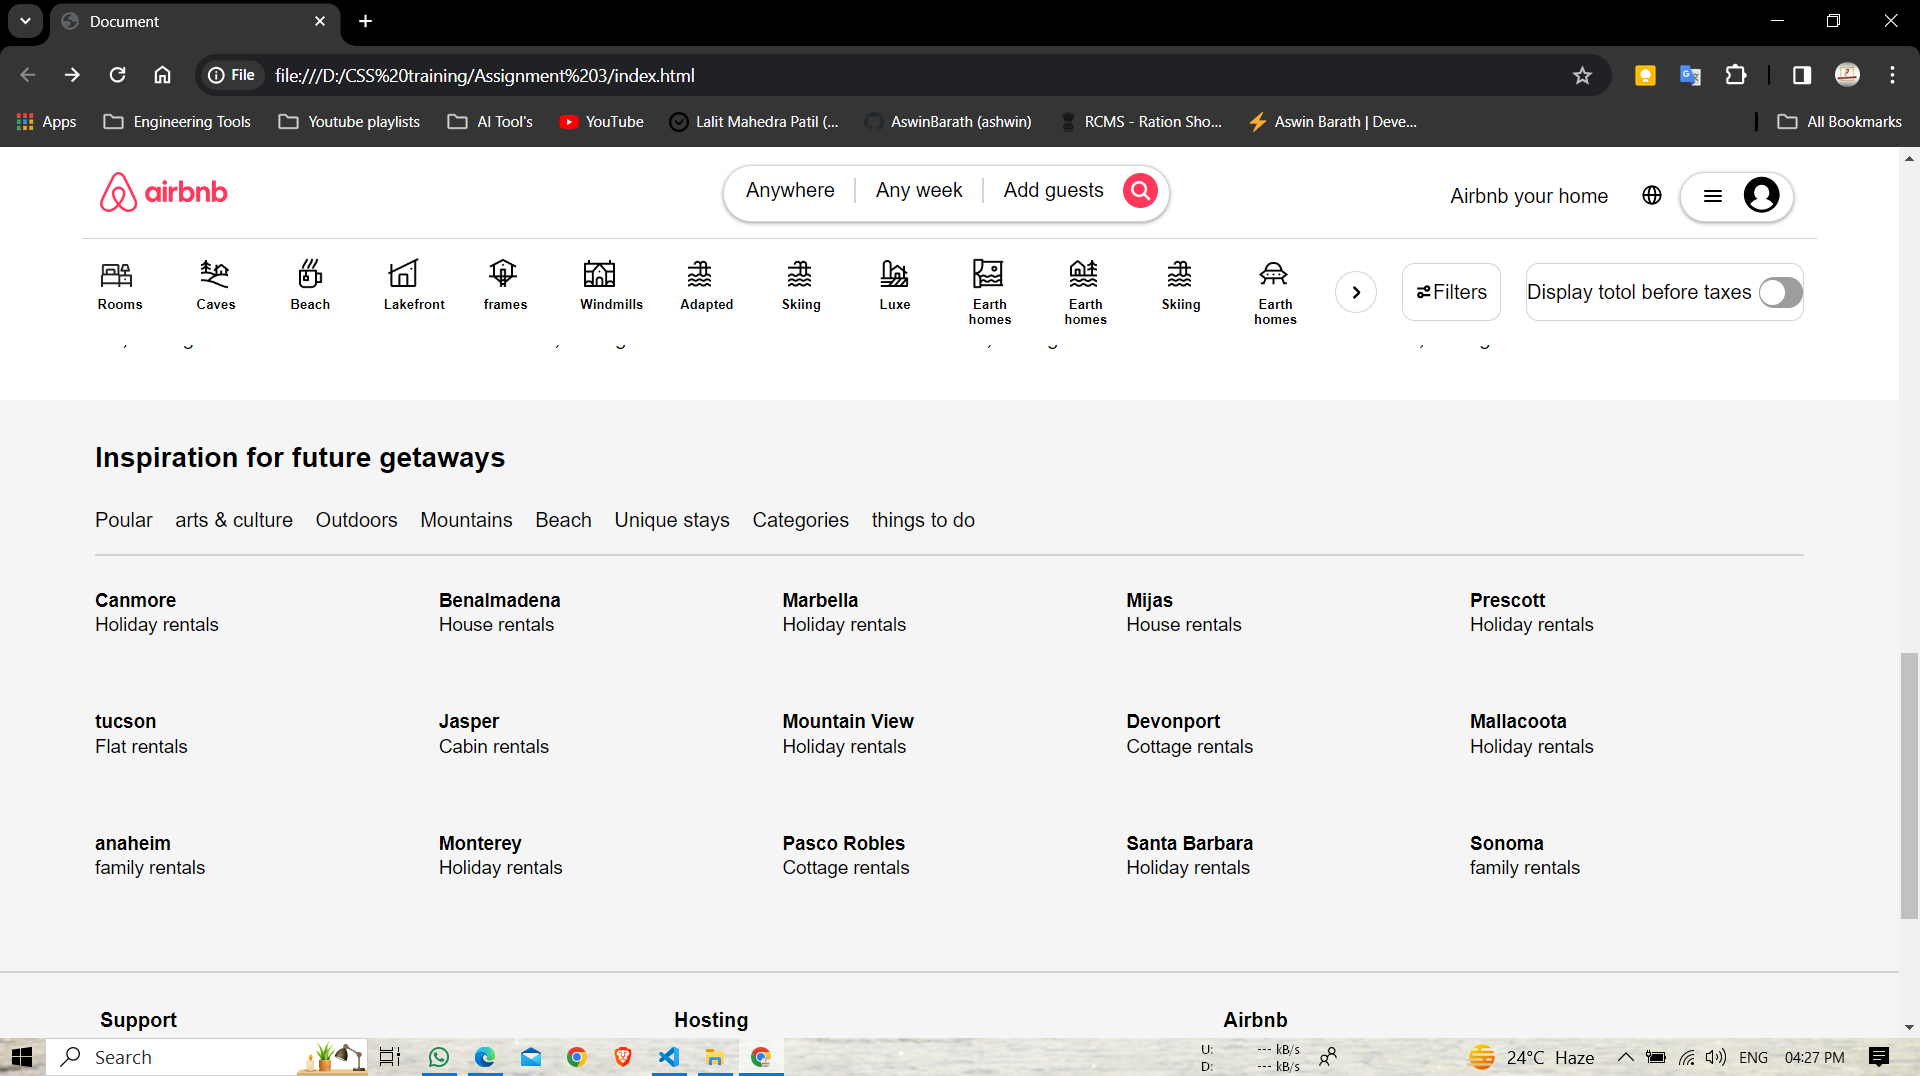 Document
File
file:///D:/CSS%20training/Assignment%203/index.html
Apps
Engineering Tools
Youtube playlists
AI Tool's
YouTube
Lalit Mahedra Patil (...
AswinBarath (ashwin)
RCMS - Ration Sho...
Aswin Barath | Deve...
All Bookmarks
airbnb
Anywhere
Any week
Add guests
Airbnb your home
Rooms
Caves
Beach
Lakefront
frames
Windmills
Adapted
Skiing
Luxe
Earth
homes
Earth
homes
Skiing
Earth
homes
Filters
Display totol before taxes
Inspiration for future getaways
Poular arts & culture Outdoors Mountains Beach Unique stays Categories things to do
Canmore
Holiday rentals
Benalmadena
House rentals
Marbella
Holiday rentals
Mijas
House rentals
Prescott
Holiday rentals
tucson
Flat rentals
Jasper
Cabin rentals
Mountain View
Holiday rentals
Devonport
Cottage rentals
Mallacoota
Holiday rentals
anaheim
family rentals
Monterey
Holiday rentals
Pasco Robles
Cottage rentals
Santa Barbara
Holiday rentals
Sonoma
family rentals
Support
Hosting
Airbnb
Search
U: --- kB/s
D: --- kB/s
24°C Haze
ENG
04:27 PM